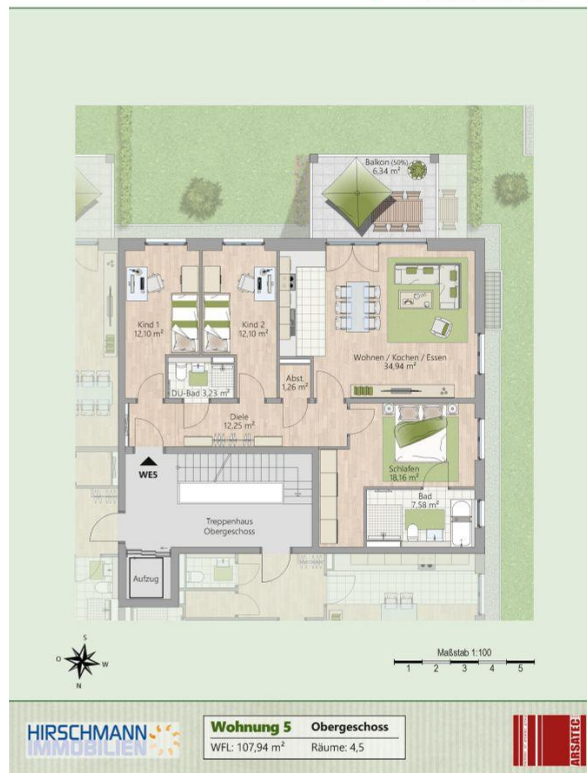 Balkon (50%)
6,34 m²
Kind 1
12,10 m²
Kind 2
12,10 m²
Wohnen / Kochen / Essen
34,94 m²
Abst.
1,26 m²
DU-Bad 3,23 m²
Diele
12,25 m²
Schlafen
18,16 m²
WE5
Bad
7,58 m²
Treppenhaus
Obergeschoss
Aufzug
S
O
W
N
Maßstab 1:100
1 2 3 4 5
HIRSCHMANN
IMMOBILIEN
Wohnung 5 Obergeschoss
WFL: 107,94 m² Räume: 4,5
ARSATEC